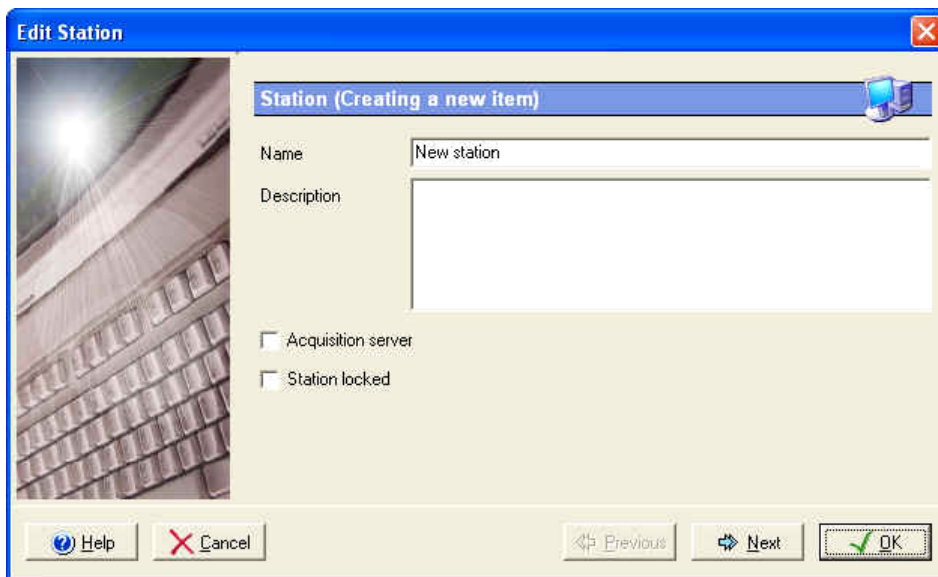 Edit Station
Station (Creating a new item)
Name New station
Description
Acquisition server
Station locked
Help Cancel Previous Next OK